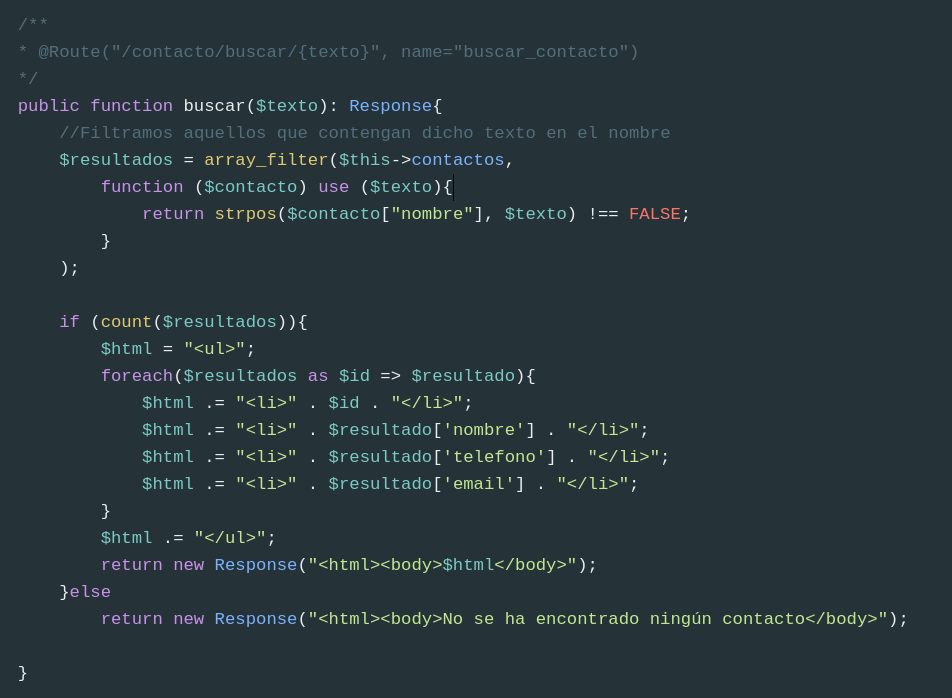 /**
* @Route("/contacto/buscar/{texto}", name="buscar_contacto")
*/
public function buscar($texto): Response{
    //Filtramos aquellos que contengan dicho texto en el nombre
    $resultados = array_filter($this->contactos,
        function ($contacto) use ($texto){
            return strpos($contacto["nombre"], $texto) !== FALSE;
        }
    );

    if (count($resultados)){
        $html = "<ul>";
        foreach($resultados as $id => $resultado){
            $html .= "<li>" . $id . "</li>";
            $html .= "<li>" . $resultado['nombre'] . "</li>";
            $html .= "<li>" . $resultado['telefono'] . "</li>";
            $html .= "<li>" . $resultado['email'] . "</li>";
        }
        $html .= "</ul>";
        return new Response("<html><body>$html</body>");
    }else
        return new Response("<html><body>No se ha encontrado ningún contacto</body>");

}